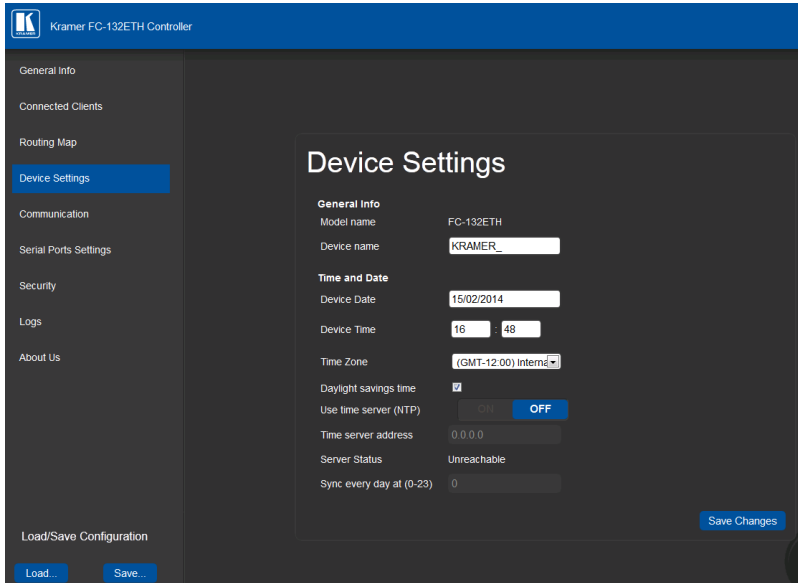 KRAMER
Kramer FC-132ETH Controller
General Info
Connected Clients
Routing Map
Device Settings
Communication
Serial Ports Settings
Security
Logs
About Us
Load/Save Configuration
Load... Save...
Device Settings
General Info
Model name FC-132ETH
Device name KRAMER_
Time and Date
Device Date 15/02/2014
Device Time 16 : 48
Time Zone (GMT-12:00) Interna
Daylight savings time
Use time server (NTP) ON OFF
Time server address 0.0.0.0
Server Status Unreachable
Sync every day at (0-23) 0
Save Changes